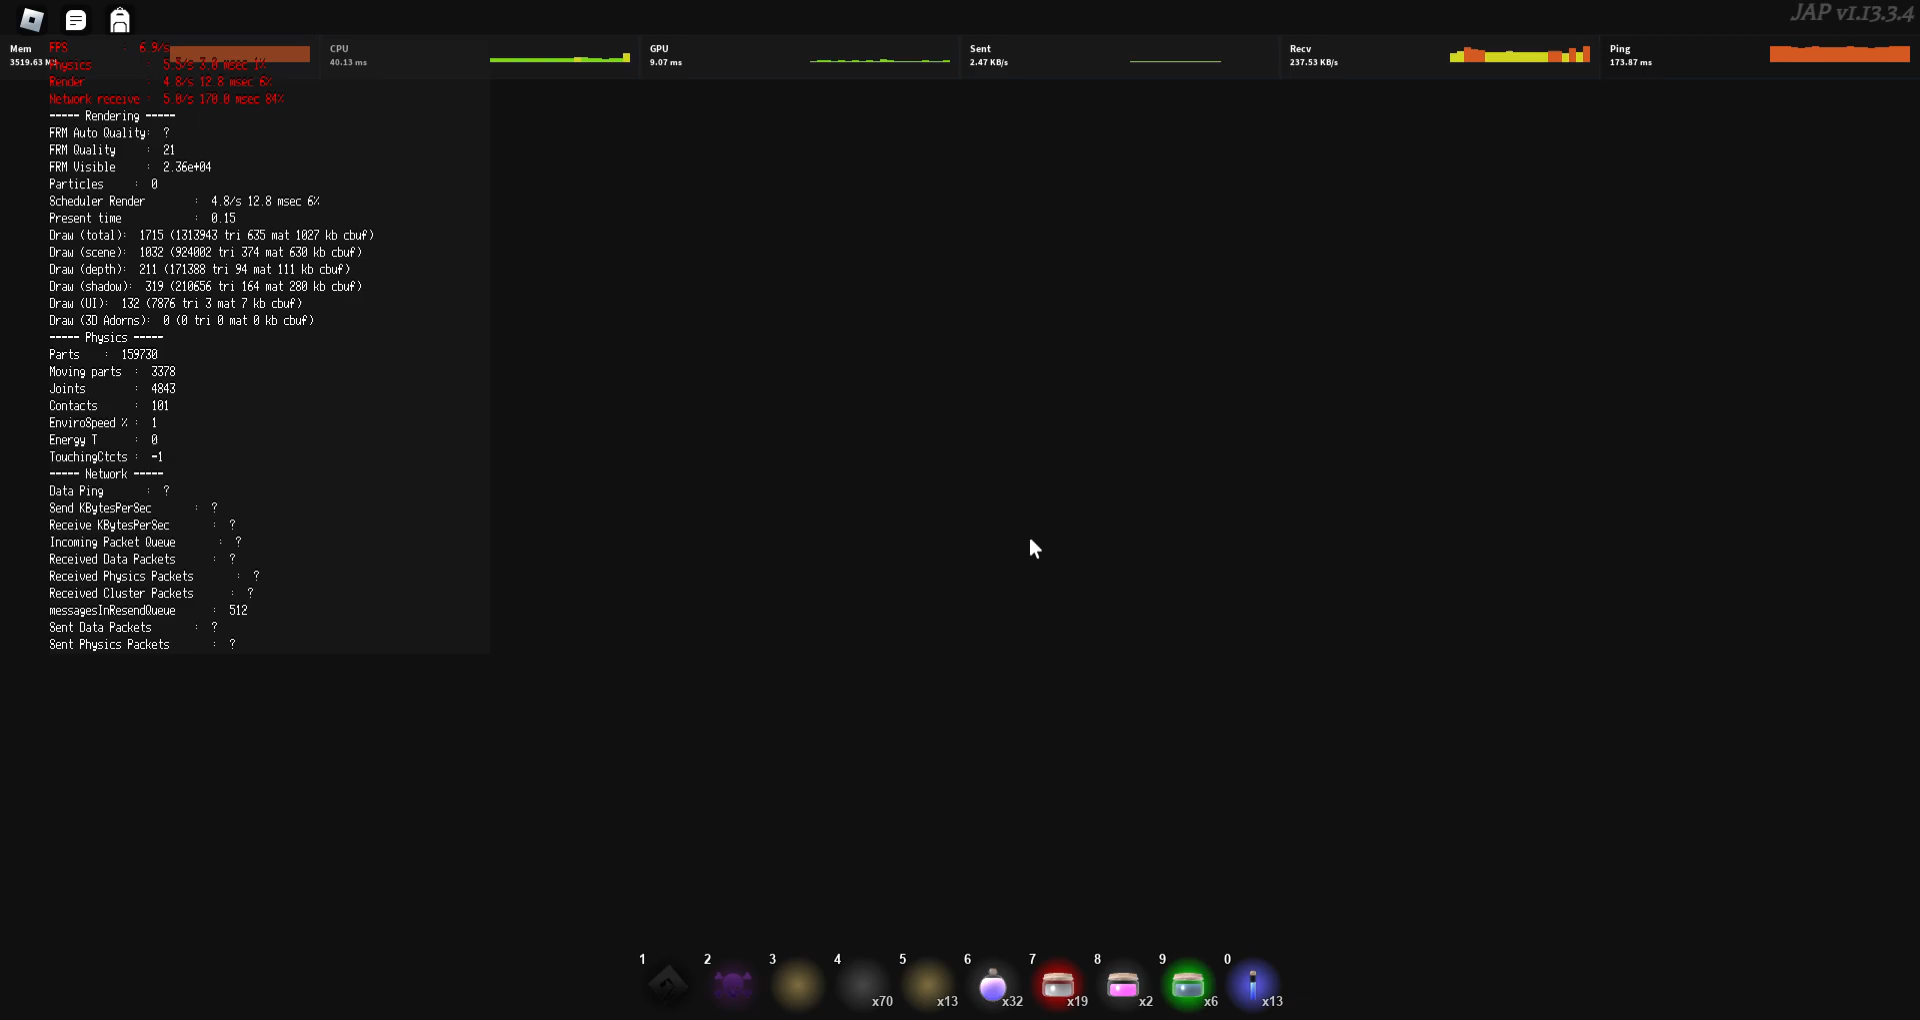 JAP v1.13.3.4
Mem
3519.63 M
CPU
40.13 ms
GPU
9.07 ms
Sent
2.47 KB/s
Recv
237.53 KB/s
Ping
173.87 ms
FPS : 6.9/s
Physics : 5.5/s 3.0 msec 1%
Render : 4.8/s 12.8 msec 6%
Network receive : 5.0/s 170.0 msec 84%
----- Rendering -----
FRM Auto Quality: ?
FRM Quality : 21
FRM Visible : 2.36e+04
Particles : 0
Scheduler Render : 4.8/s 12.8 msec 6%
Present time : 0.15
Draw (total): 1715 (1313943 tri 635 mat 1027 kb cbuf)
Draw (scene): 1032 (924002 tri 374 mat 630 kb cbuf)
Draw (depth): 211 (171388 tri 94 mat 111 kb cbuf)
Draw (shadow): 319 (210656 tri 164 mat 280 kb cbuf)
Draw (UI): 132 (7876 tri 3 mat 7 kb cbuf)
Draw (3D Adorns): 0 (0 tri 0 mat 0 kb cbuf)
----- Physics -----
Parts : 159730
Moving parts : 3378
Joints : 4843
Contacts : 101
EnviroSpeed % : 1
Energy T : 0
TouchingCtcts : -1
----- Network -----
Data Ping : ?
Send KBytesPerSec : ?
Receive KBytesPerSec : ?
Incoming Packet Queue : ?
Received Data Packets : ?
Received Physics Packets : ?
Received Cluster Packets : ?
messagesInResendQueue : 512
Sent Data Packets : ?
Sent Physics Packets : ?
1 2 3 4 5 6 7 8 9 0
x70 x13 x32 x19 x2 x6 x13